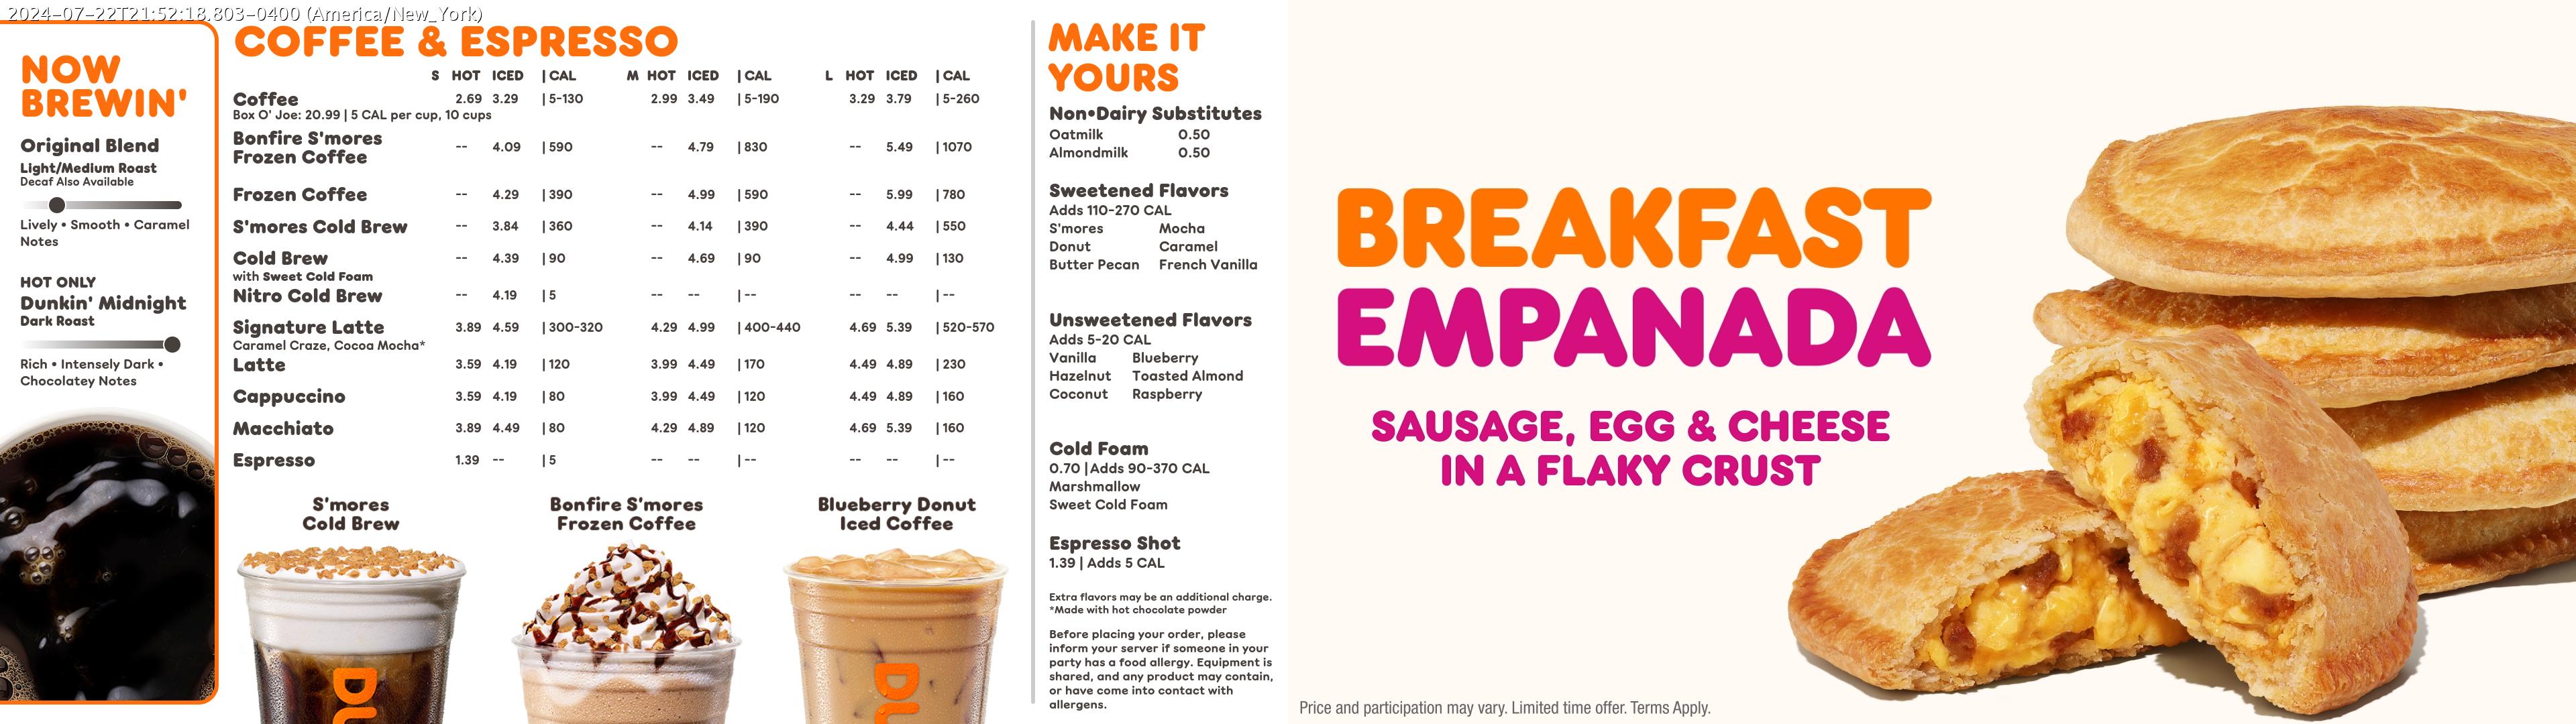 2024-07-22T21:52:18.803-0400 (America/New_York)
NOW
BREWIN'
Original Blend
Light/Medium Roast
Decaf Also Available
Lively • Smooth • Caramel
Notes
HOT ONLY
Dunkin' Midnight
Dark Roast
Rich • Intensely Dark •
Chocolatey Notes
COFFEE & ESPRESSO
S HOT ICED | CAL M HOT ICED | CAL L HOT ICED | CAL
Coffee 2.69 3.29 | 5-130 2.99 3.49 | 5-190 3.29 3.79 | 5-260
Box O' Joe: 20.99 | 5 CAL per cup, 10 cups
Bonfire S'mores
Frozen Coffee -- 4.09 | 590 -- 4.79 | 830 -- 5.49 | 1070
Frozen Coffee -- 4.29 | 390 -- 4.99 | 590 -- 5.99 | 780
S'mores Cold Brew -- 3.84 | 360 -- 4.14 | 390 -- 4.44 | 550
Cold Brew -- 4.39 | 90 -- 4.69 | 90 -- 4.99 | 130
with Sweet Cold Foam
Nitro Cold Brew -- 4.19 | 5 -- -- | -- -- -- | --
Signature Latte 3.89 4.59 | 300-320 4.29 4.99 | 400-440 4.69 5.39 | 520-570
Caramel Craze, Cocoa Mocha*
Latte 3.59 4.19 | 120 3.99 4.49 | 170 4.49 4.89 | 230
Cappuccino 3.59 4.19 | 80 3.99 4.49 | 120 4.49 4.89 | 160
Macchiato 3.89 4.49 | 80 4.29 4.89 | 120 4.69 5.39 | 160
Espresso 1.39 -- | 5 -- -- | -- -- -- | --
S'mores
Cold Brew
Bonfire S'mores
Frozen Coffee
Blueberry Donut
Iced Coffee
DU
DU
MAKE IT
YOURS
Non•Dairy Substitutes
Oatmilk 0.50
Almondmilk 0.50
Sweetened Flavors
Adds 110-270 CAL
S'mores Mocha
Donut Caramel
Butter Pecan French Vanilla
Unsweetened Flavors
Adds 5-20 CAL
Vanilla Blueberry
Hazelnut Toasted Almond
Coconut Raspberry
Cold Foam
0.70 | Adds 90-370 CAL
Marshmallow
Sweet Cold Foam
Espresso Shot
1.39 | Adds 5 CAL
Extra flavors may be an additional charge.
*Made with hot chocolate powder
Before placing your order, please
inform your server if someone in your
party has a food allergy. Equipment is
shared, and any product may contain,
or have come into contact with
allergens.
BREAKFAST
EMPANADA
SAUSAGE, EGG & CHEESE
IN A FLAKY CRUST
Price and participation may vary. Limited time offer. Terms Apply.